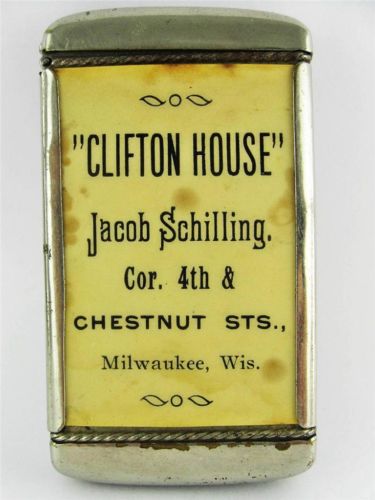 "CLIFTON HOUSE"
Jacob Schilling.
Cor. 4th &
CHESTNUT STS.,
Milwaukee, Wis.